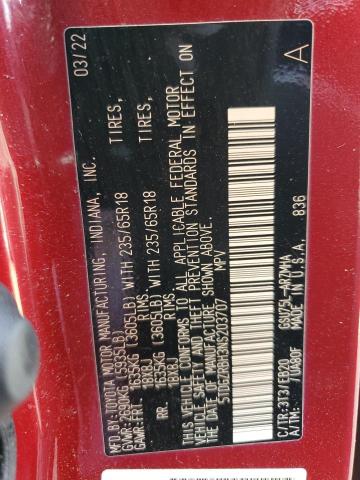 MFD.BY:TOYOTA MOTOR MANUFACTURING, INDIANA, INC. 03/22
GVWR:2690KG (5935LB)
GAWR:FRT. 1635KG (3605LB) WITH 235/65R18 TIRES,
18X8J RIMS
RR. 1635KG (3605LB) WITH 235/65R18 TIRES,
18X8J RIMS
THIS VEHICLE CONFORMS TO ALL APPLICABLE FEDERAL MOTOR
VEHICLE SAFETY AND THEFT PREVENTION STANDARDS IN EFFECT ON
THE DATE OF MANUFACTURE SHOWN ABOVE.
MPV
A
C/TR:3T3/FEB20
C/TM: /UA80F
MADE IN U.S.A. 836